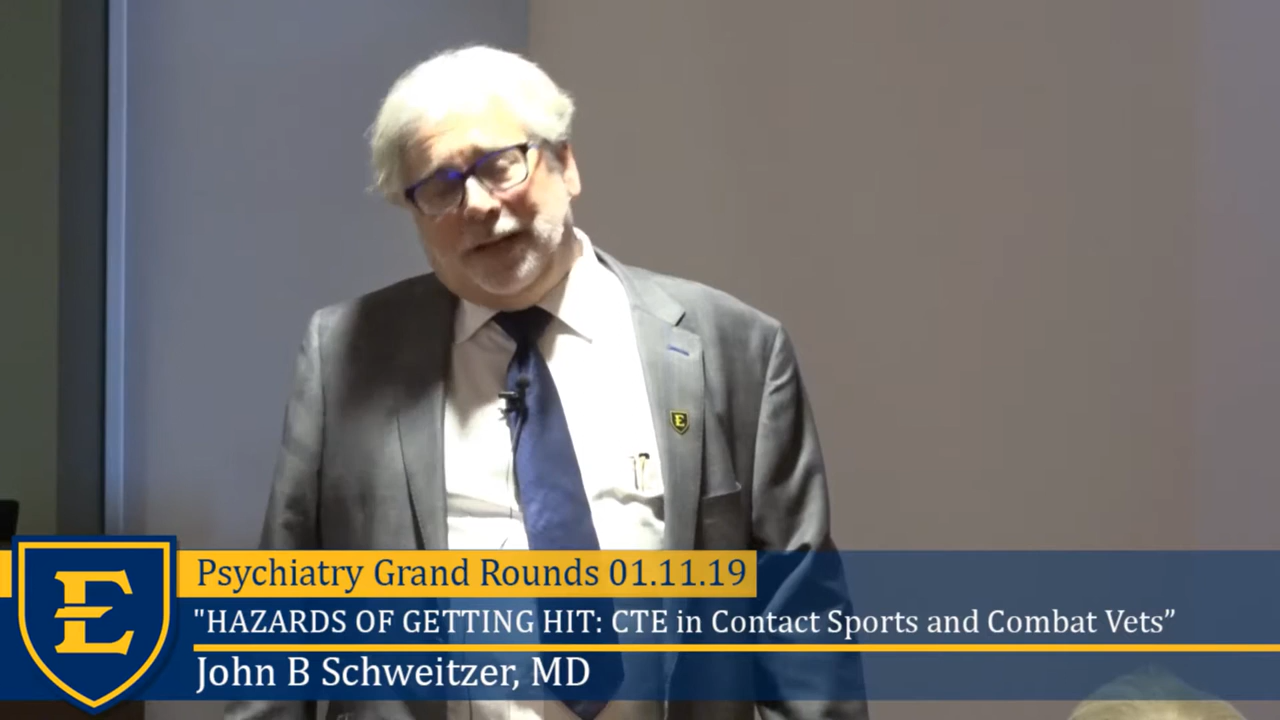 E
Psychiatry Grand Rounds 01.11.19
"HAZARDS OF GETTING HIT: CTE in Contact Sports and Combat Vets”
John B Schweitzer, MD
E